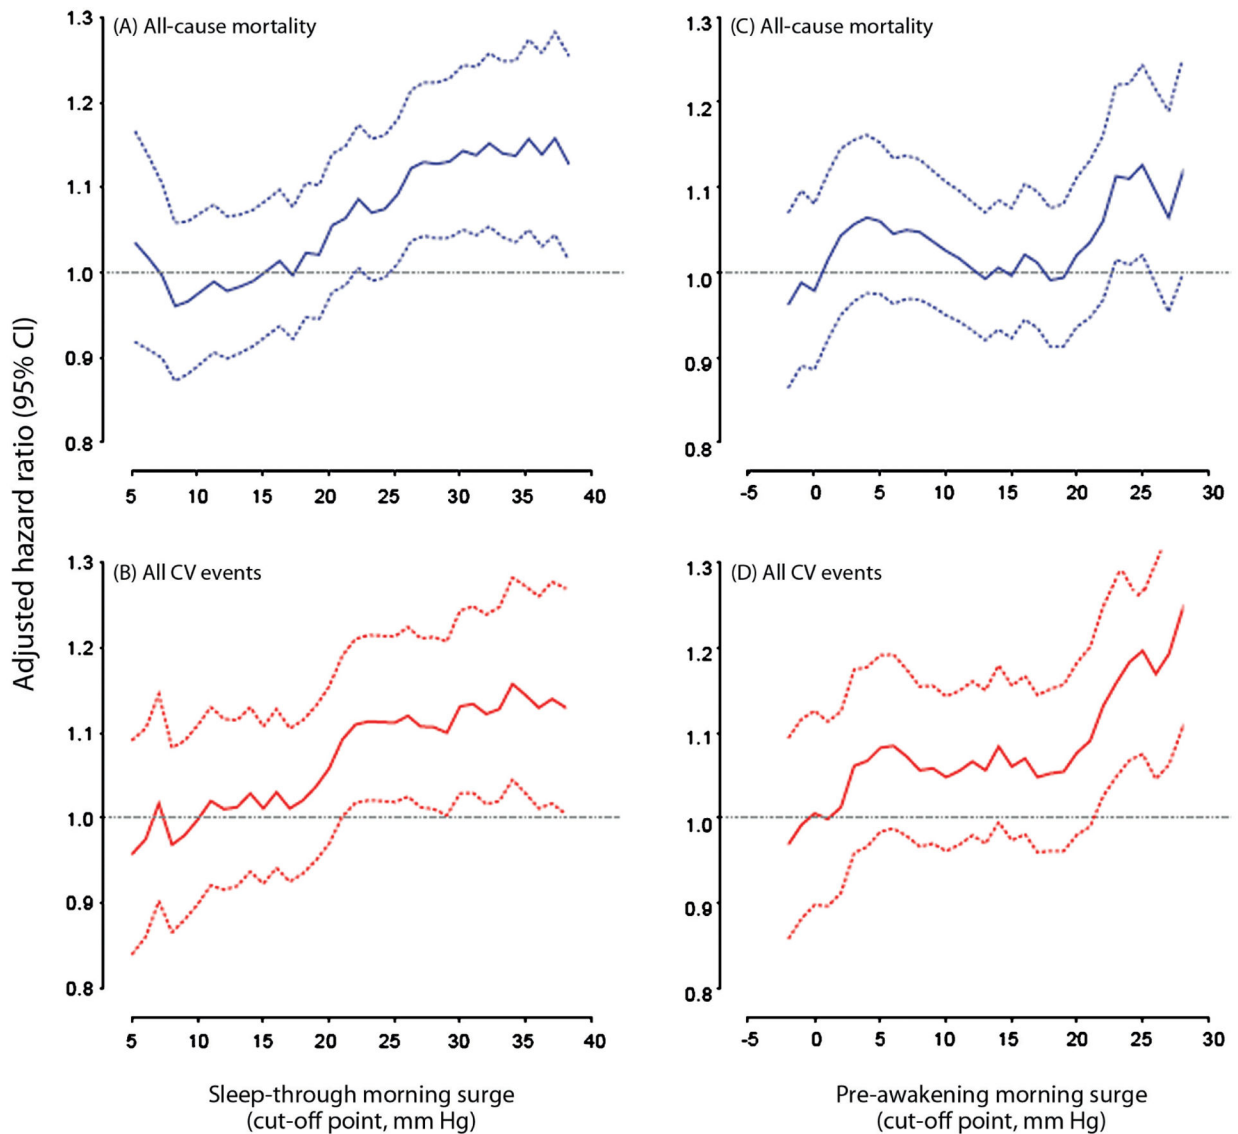 Adjusted hazard ratio (95% CI)
(A) All-cause mortality
1.3
1.2
1.1
1.0
0.9
0.8
5 10 15 20 25 30 35 40
(C) All-cause mortality
1.3
1.2
1.1
1.0
0.9
0.8
-5 0 5 10 15 20 25 30
(B) All CV events
1.3
1.2
1.1
1.0
0.9
0.8
5 10 15 20 25 30 35 40
Sleep-through morning surge
(cut-off point, mm Hg)
(D) All CV events
1.3
1.2
1.1
1.0
0.9
0.8
-5 0 5 10 15 20 25 30
Pre-awakening morning surge
(cut-off point, mm Hg)